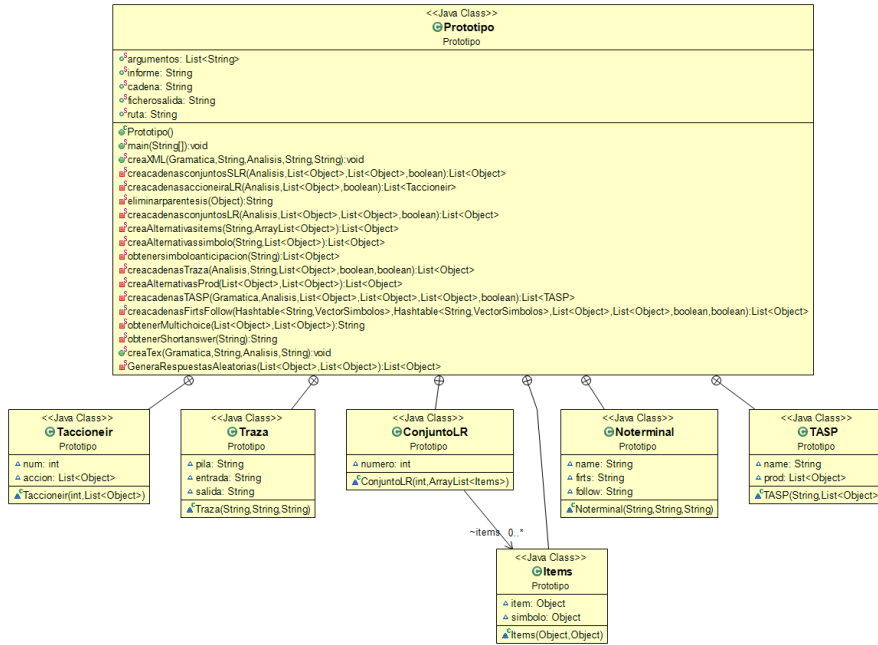 <<Java Class>>
Prototipo
Prototipo
argumentos: List<String>
informe: String
cadena: String
ficherosalida: String
ruta: String
Prototipo()
main(String[]):void
creaXML(Gramatica,String,Analisis,String,String):void
creacadenasconjuntosSLR(Analisis,List<Object>,List<Object>,boolean):List<Object>
creacadenasaccioneiraLR(Analisis,List<Object>,boolean):List<Taccioneir>
eliminarparentesis(Object):String
creacadenasconjuntosLR(Analisis,List<Object>,List<Object>,boolean):List<Object>
creaAlternativasitems(String,ArrayList<Object>):List<Object>
creaAlternativassimbolo(String,List<Object>):List<Object>
obtenersimboloanticipacion(String):List<Object>
creacadenasTraza(Analisis,String,List<Object>,boolean,boolean):List<Object>
creaAlternativasProd(List<Object>,List<Object>):List<Object>
creacadenasTASP(Gramatica,Analisis,List<Object>,List<Object>,List<Object>,boolean):List<TASP>
creacadenasFirtsFollow(Hashtable<String,VectorSimbolos>,Hashtable<String,VectorSimbolos>,List<Object>,List<Object>,boolean,boolean):List<Object>
obtenerMultichoice(List<Object>,List<Object>):String
obtenerShortanswer(String):String
creaTex(Gramatica,String,Analisis,String):void
GeneraRespuestasAleatorias(List<Object>,List<Object>):List<Object>
<<Java Class>>
Taccioneir
Prototipo
num: int
accion: List<Object>
Taccioneir(int,List<Object>)
<<Java Class>>
Traza
Prototipo
pila: String
entrada: String
salida: String
Traza(String,String,String)
<<Java Class>>
ConjuntoLR
Prototipo
numero: int
ConjuntoLR(int,ArrayList<Items>)
<<Java Class>>
Noterminal
Prototipo
name: String
firts: String
follow: String
Noterminal(String,String,String)
<<Java Class>>
TASP
Prototipo
name: String
prod: List<Object>
TASP(String,List<Object>
~items 0..*
<<Java Class>>
Items
Prototipo
item: Object
simbolo: Object
Items(Object,Object)